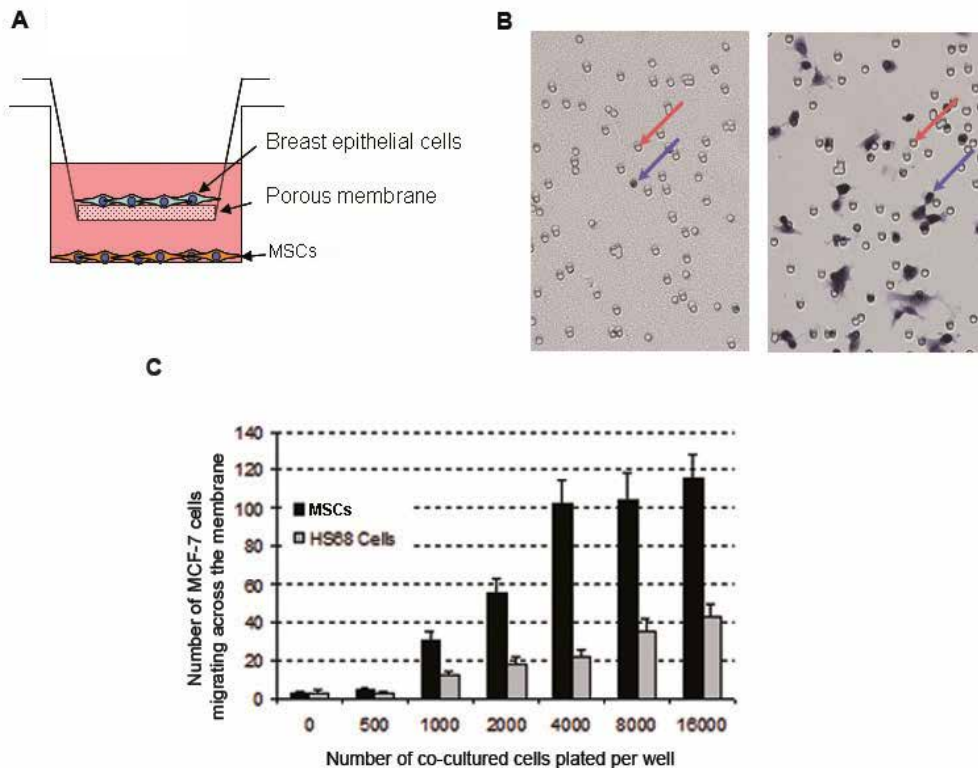 A
Breast epithelial cells
Porous membrane
MSCs
B
C
Number of MCF-7 cells
migrating across the membrane
140
120
100
80
60
40
20
0
MSCs
HS68 Cells
0 500 1000 2000 4000 8000 16000
Number of co-cultured cells plated per well